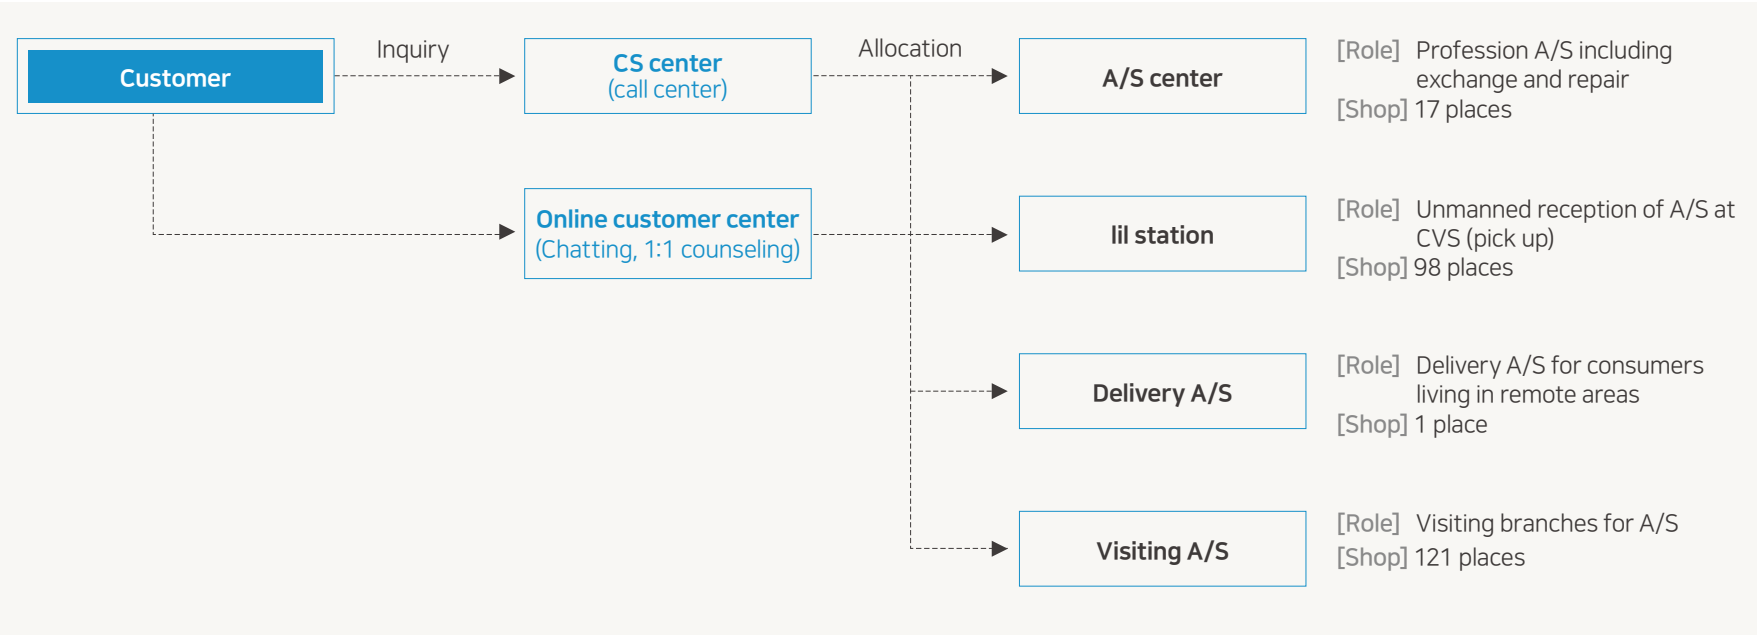 Customer
Inquiry
CS center
(call center)
Allocation
A/S center
[Role] Profession A/S including
exchange and repair
[Shop] 17 places
Online customer center
(Chatting, 1:1 counseling)
lil station
[Role] Unmanned reception of A/S at
CVS (pick up)
[Shop] 98 places
Delivery A/S
[Role] Delivery A/S for consumers
living in remote areas
[Shop] 1 place
Visiting A/S
[Role] Visiting branches for A/S
[Shop] 121 places